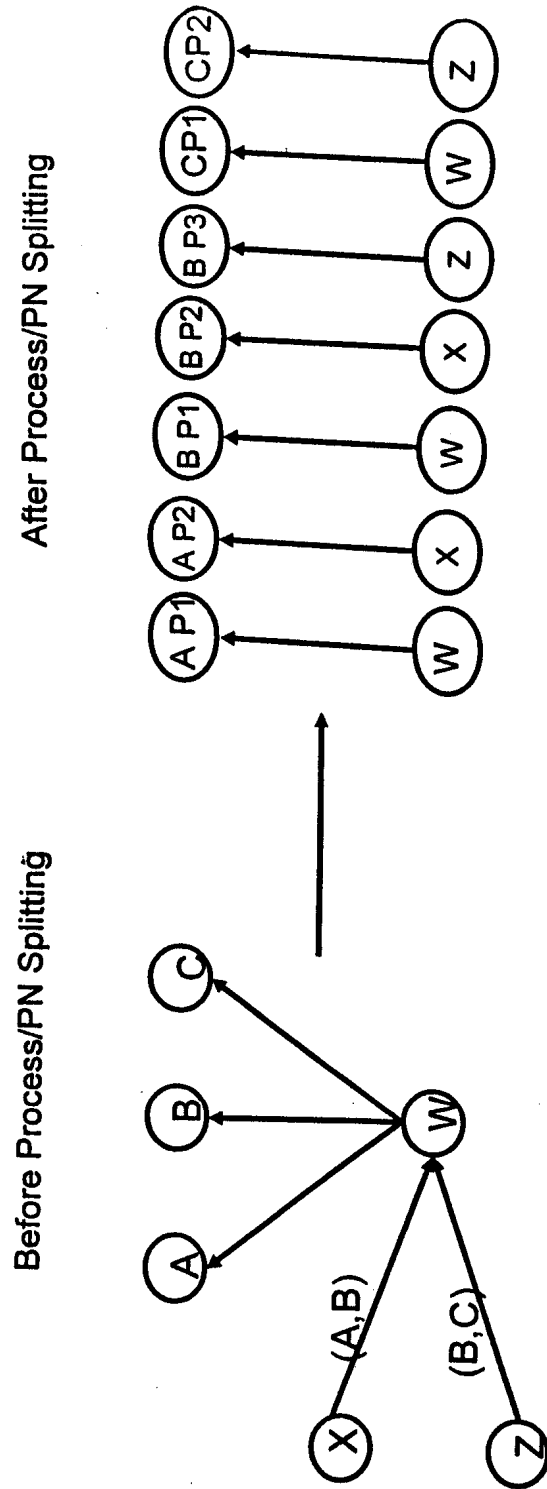 Before Process/PN Splitting
After Process/PN Splitting
A
B
C
X
(A,B)
W
Z
(B,C)
A P1
A P2
B P1
B P2
B P3
CP1
CP2
W
X
W
X
Z
W
Z